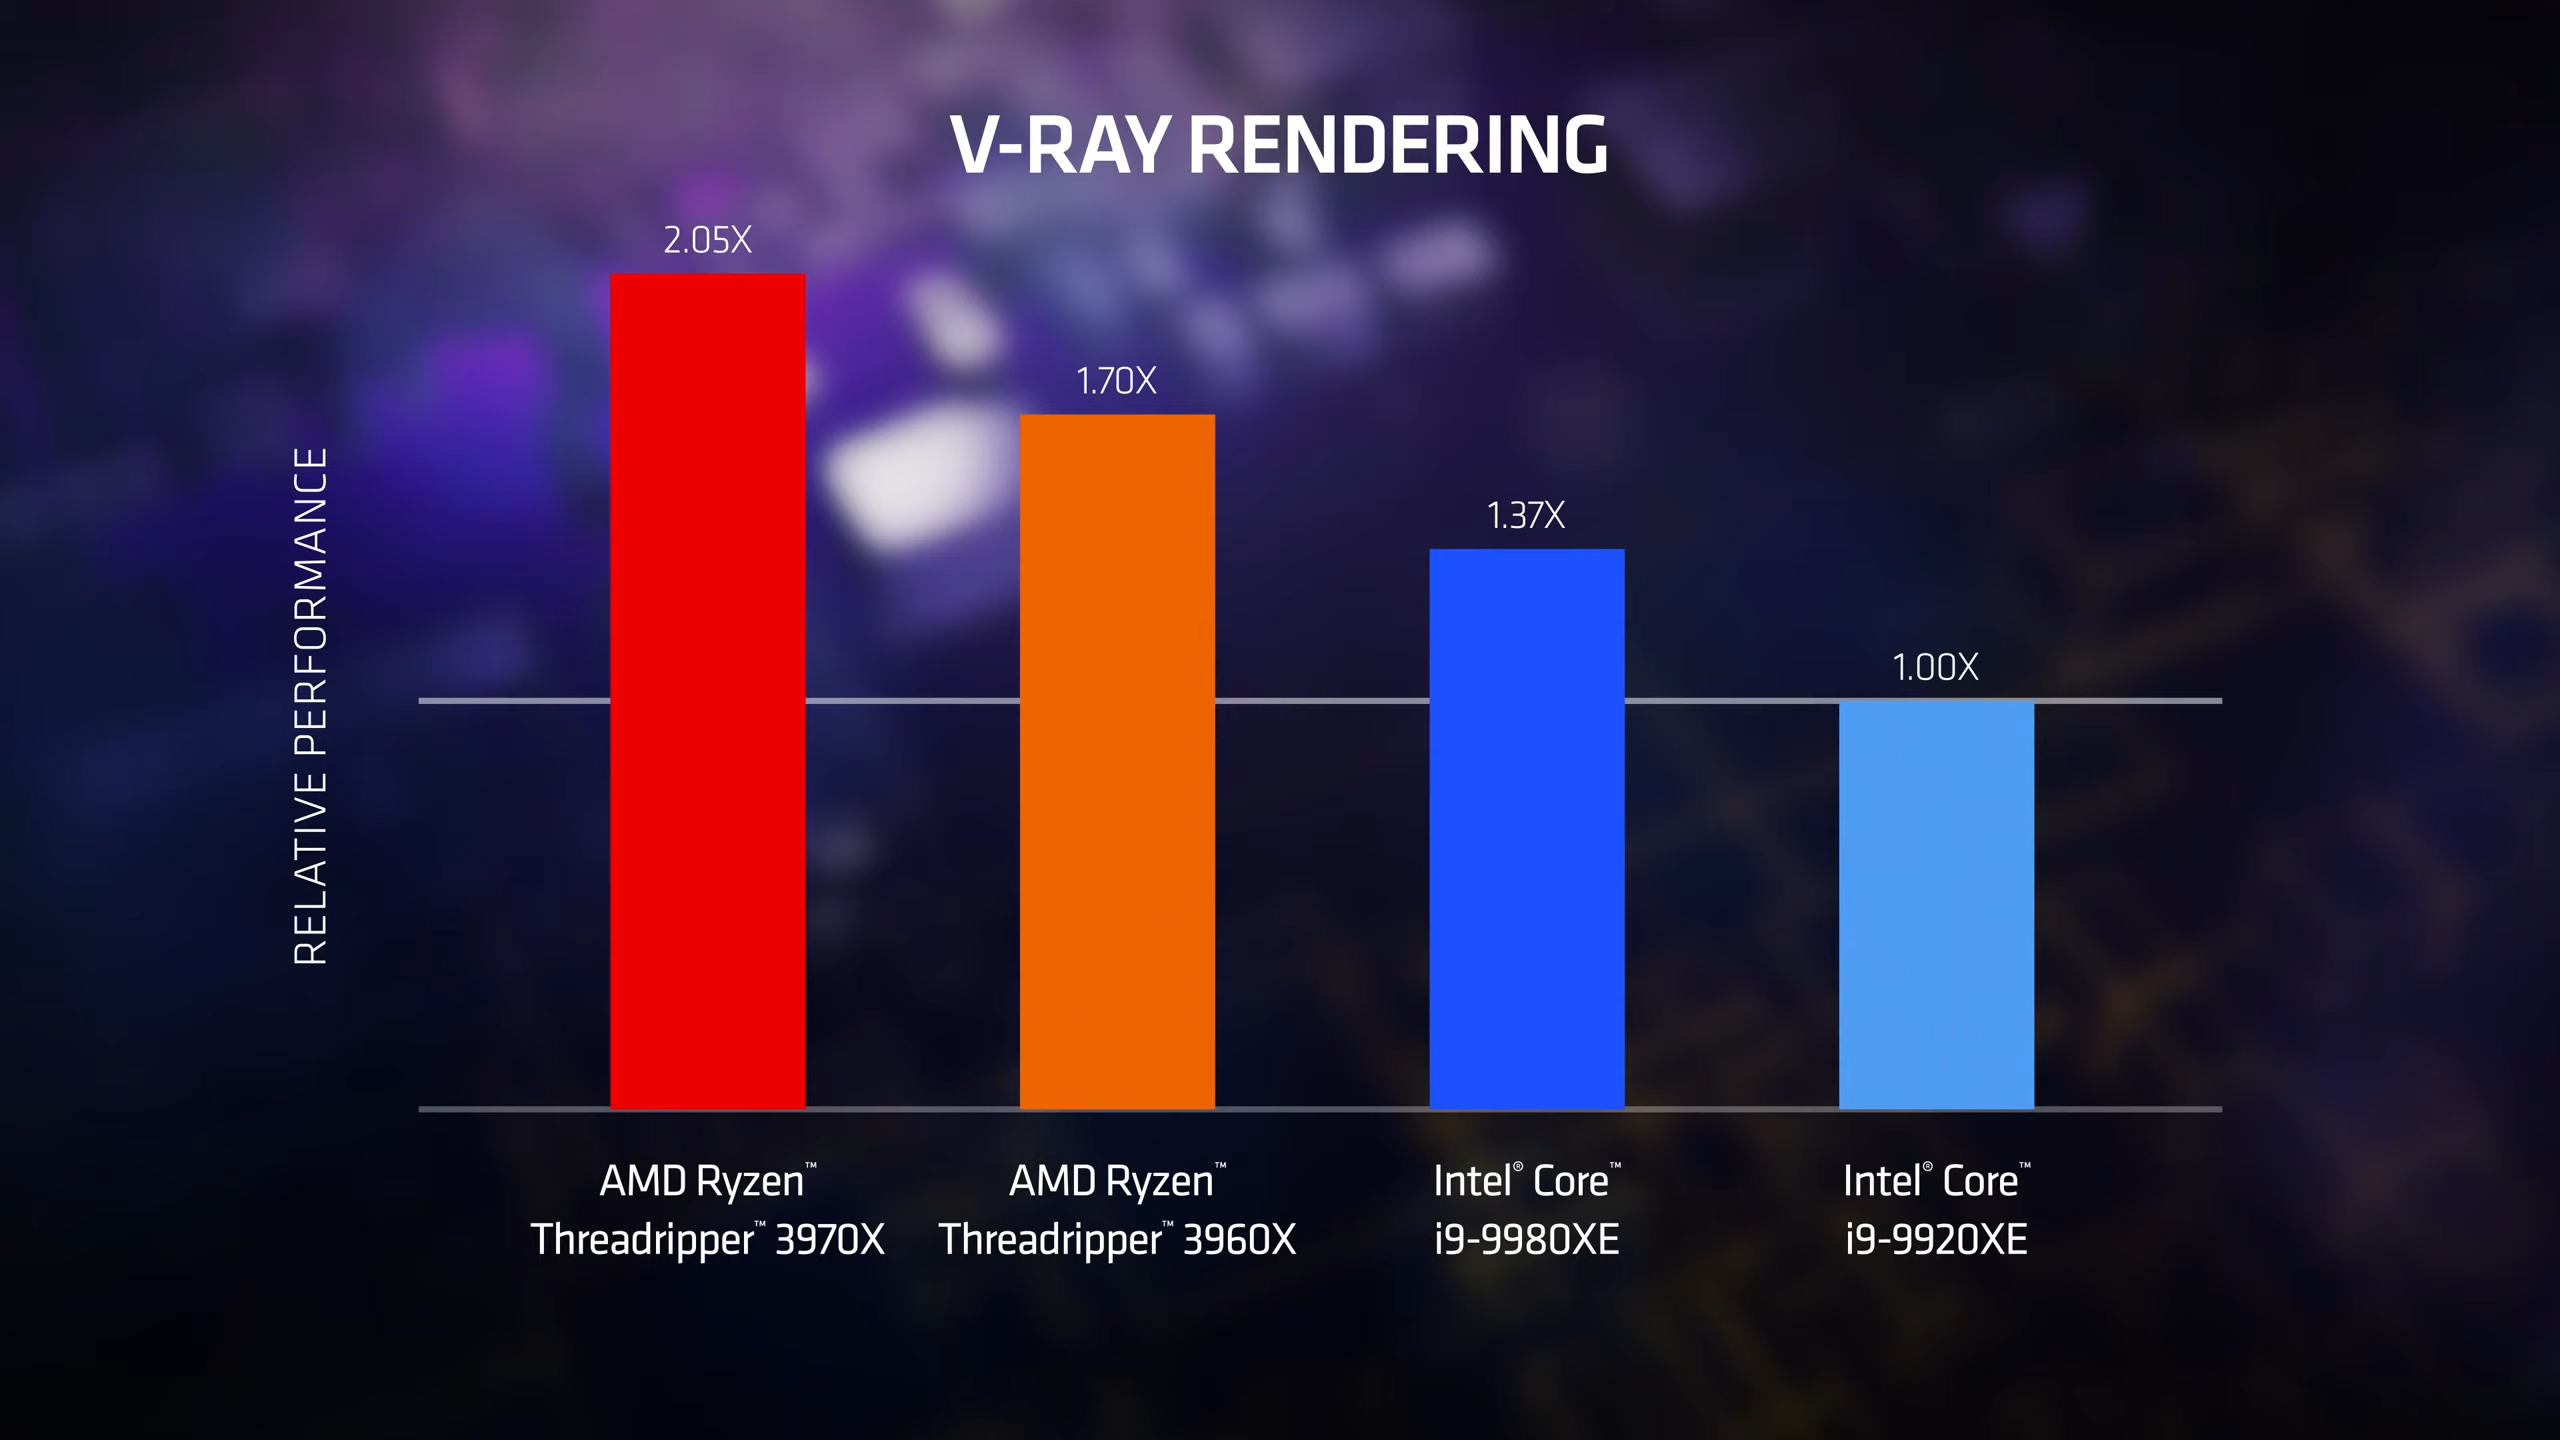 V-RAY RENDERING
2.05X
1.70X
1.37X
1.00X
RELATIVE PERFORMANCE
AMD Ryzen™
Threadripper™ 3970X
AMD Ryzen™
Threadripper™ 3960X
Intel® Core™
i9-9980XE
Intel® Core™
i9-9920XE